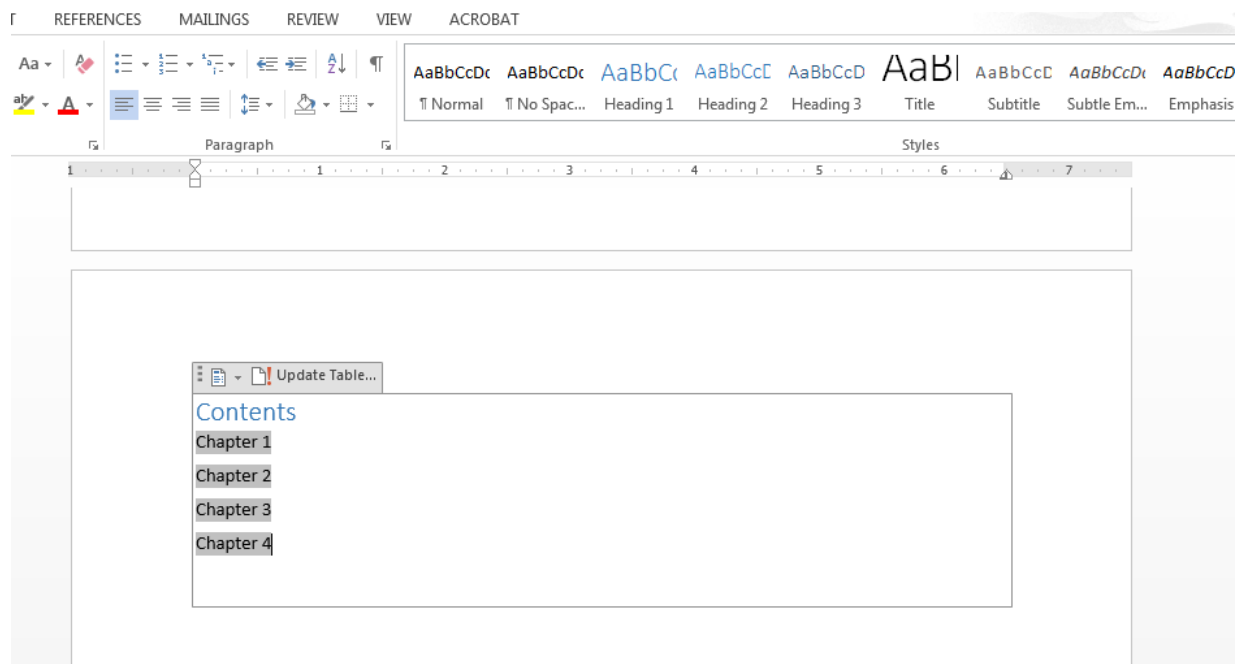 T REFERENCES MAILINGS REVIEW VIEW ACROBAT
Aa
AaBbCcDc AaBbCcDc AaBbCc AaBbCcD AaBbCcD AaBl AaBbCcD AaBbCcDc AaBbCcD
aby A
¶ Normal ¶ No Spac... Heading 1 Heading 2 Heading 3 Title Subtitle Subtle Em... Emphasis
Paragraph Styles
1 1 2 3 4 5 6 7
Update Table...
Contents
Chapter 1
Chapter 2
Chapter 3
Chapter 4